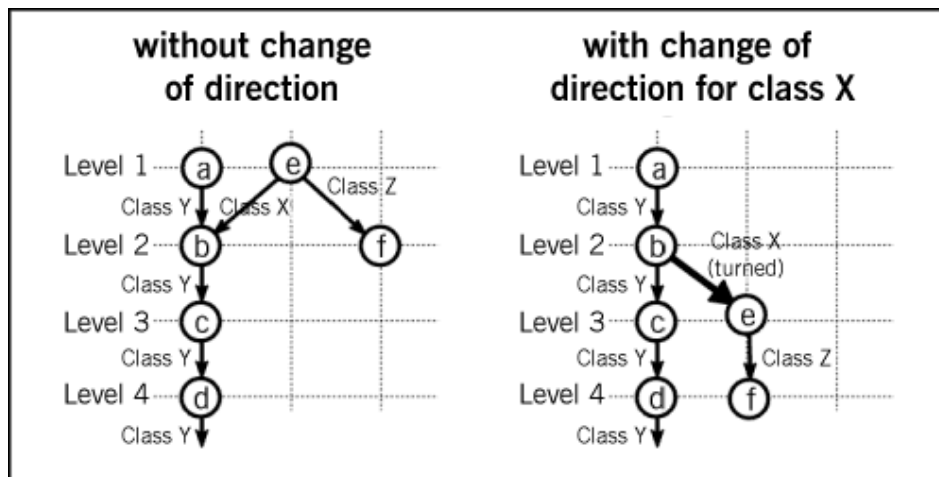 without change
of direction
Level 1
a
e
Class Y
Class X
Class Z
Level 2
b
f
Class Y
Level 3
c
Class Y
Level 4
d
Class Y
with change of
direction for class X
Level 1
a
Class Y
Level 2
b
Class X
(turned)
Class Y
Level 3
c
e
Class Y
Class Z
Level 4
d
f
Class Y